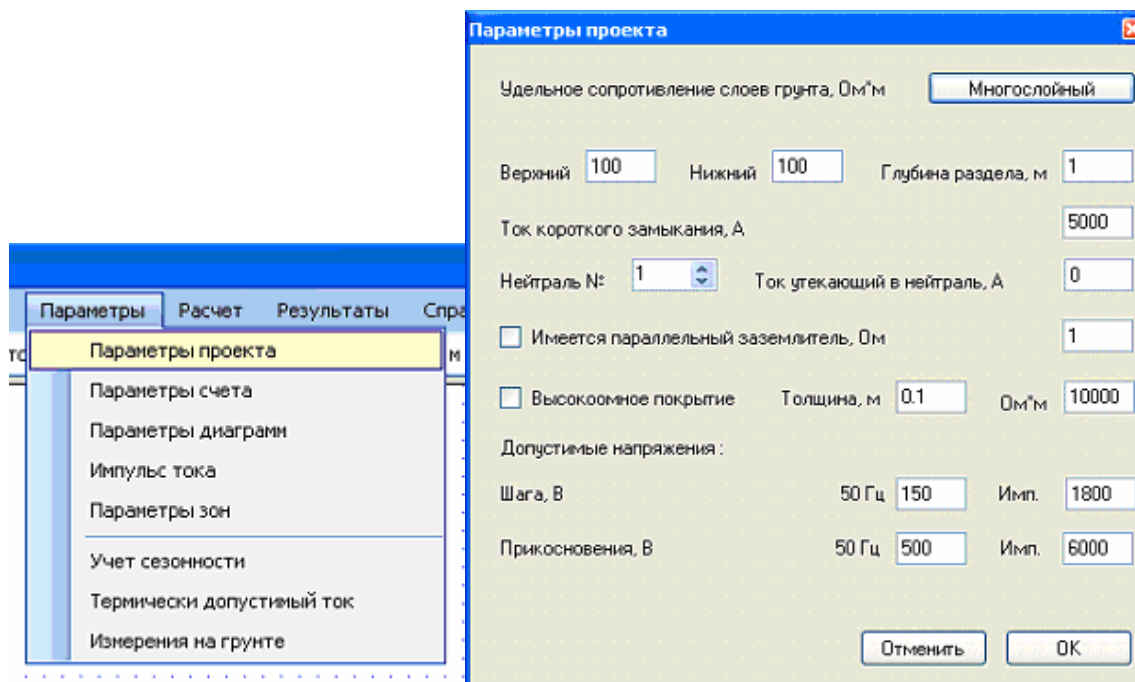 Параметры проекта
Удельное сопротивление слоев грунта, Ом*м Многослойный
Верхний 100 Нижний 100 Глубина раздела, м 1
Ток короткого замыкания, А 5000
Нейтраль № 1 Ток утекающий в нейтраль, А 0
Имеется параллельный заземлитель, Ом 1
Высокоомное покрытие Толщина, м 0.1 Ом*м 10000
Допустимые напряжения :
Шага, В 50 Гц 150 Имп. 1800
Прикосновения, В 50 Гц 500 Имп. 6000
Отменить OK
Параметры Расчет Результаты Спра
Параметры проекта
Параметры счета
Параметры диаграмм
Импульс тока
Параметры зон
Учет сезонности
Термически допустимый ток
Измерения на грунте